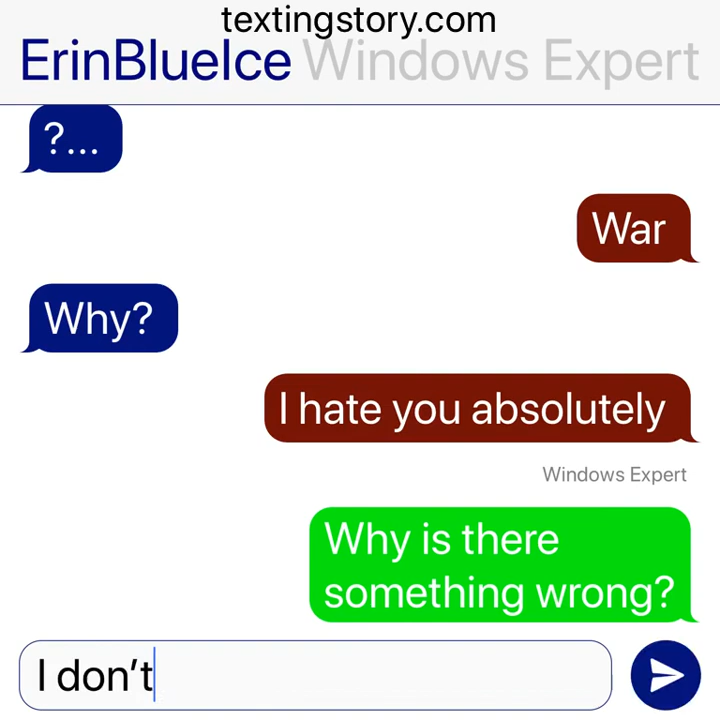 textingstory.com
ErinBlueIce Windows Expert
?...
War
Why?
I hate you absolutely
Windows Expert
Why is there
something wrong?
I don’t